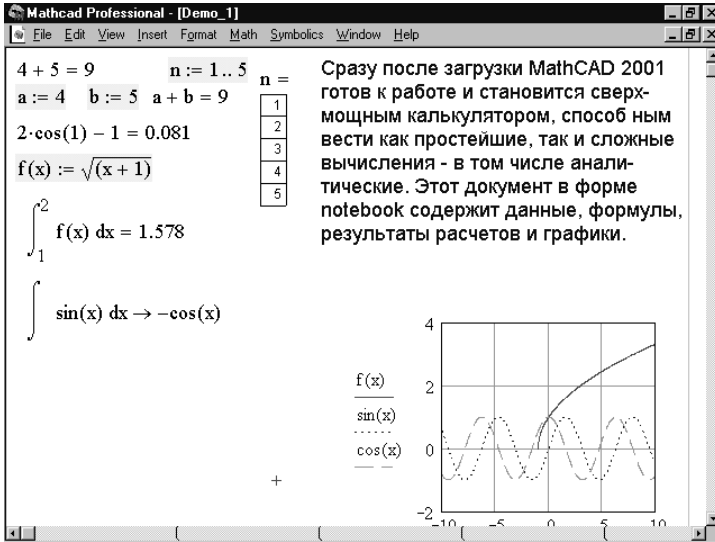 Mathcad Professional - [Demo_1]
File Edit View Insert Format Math Symbolics Window Help
4 + 5 = 9 n := 1 .. 5
n =
a := 4 b := 5 a + b = 9
1
2
3
4
5
2·cos(1) − 1 = 0.081
f(x) := √(x + 1)
∫₁² f(x) dx = 1.578
∫ sin(x) dx → −cos(x)
Сразу после загрузки MathCAD 2001
готов к работе и становится сверх-
мощным калькулятором, способ ным
вести как простейшие, так и сложные
вычисления - в том числе анали-
тические. Этот документ в форме
notebook содержит данные, формулы,
результаты расчетов и графики.
4
2
0
−2
f(x)
sin(x)
cos(x)
−10 −5 0 5 10